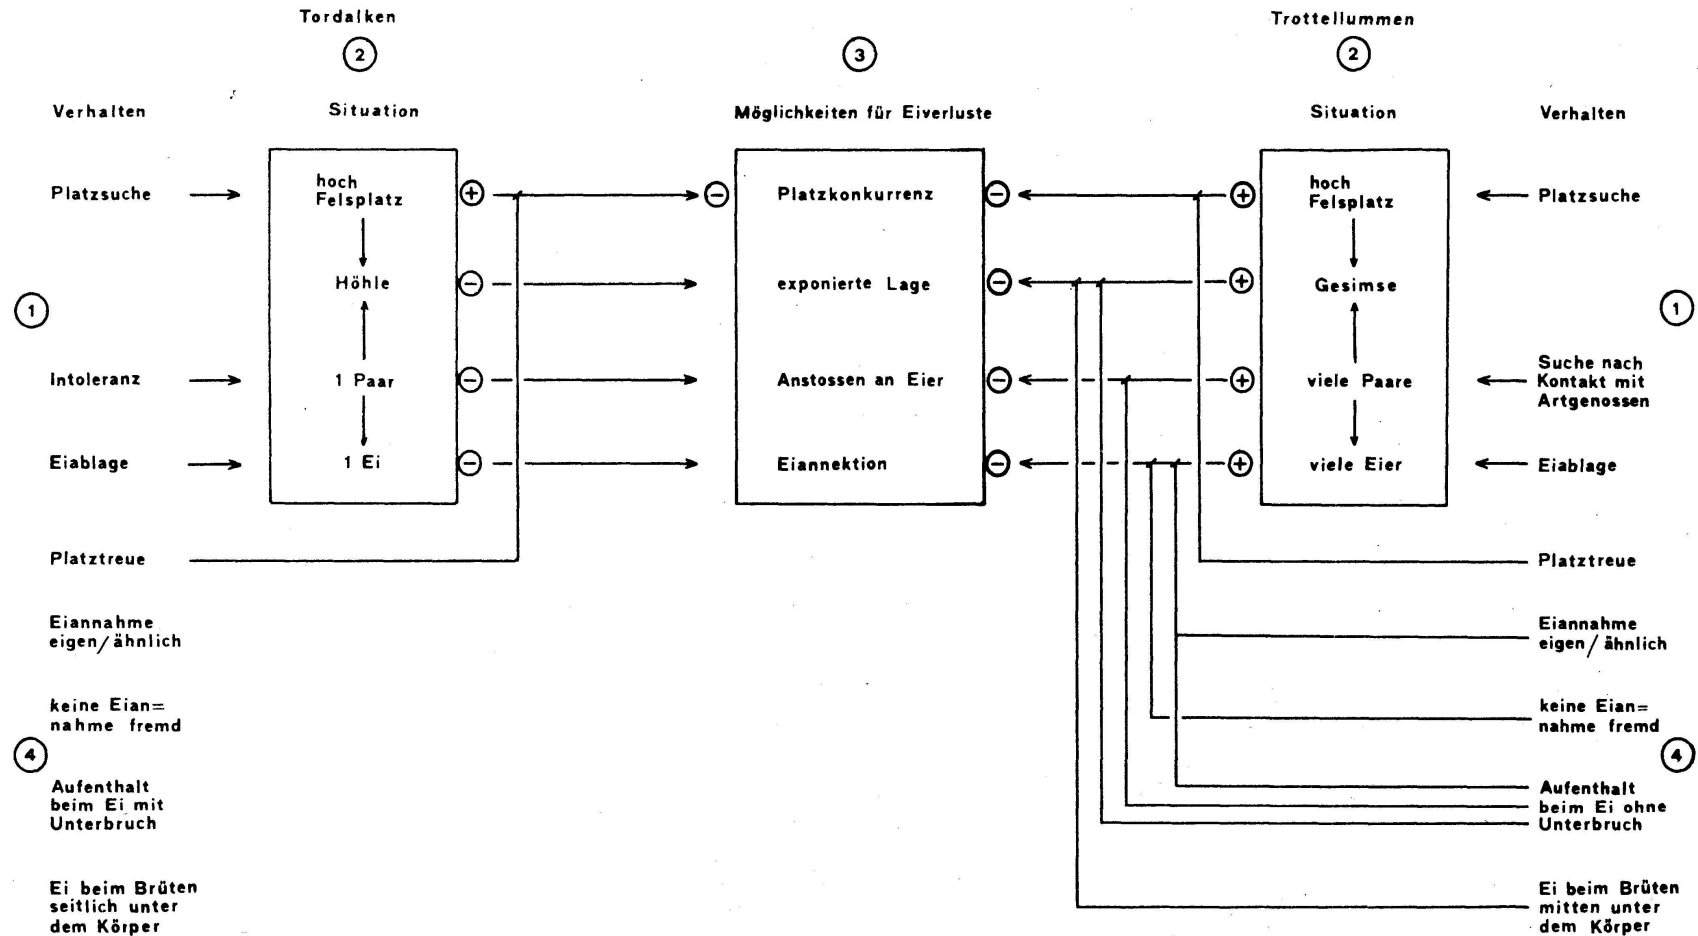 Tordalken
2
Verhalten
Situation
Platzsuche
hoch
Felsplatz
+
−
Höhle
−
1
Intoleranz
1 Paar
−
Eiablage
1 Ei
−
Platztreue
Eiannahme
eigen/ähnlich
keine Eian=
nahme fremd
4
Aufenthalt
beim Ei mit
Unterbruch
Ei beim Brüten
seitlich unter
dem Körper
3
Möglichkeiten für Eiverluste
Platzkonkurrenz
−
exponierte Lage
−
Anstossen an Eier
−
Eiannektion
−
Trottellummen
2
Situation
Verhalten
+
hoch
Felsplatz
Platzsuche
+
Gesimse
1
+
viele Paare
Suche nach
Kontakt mit
Artgenossen
+
viele Eier
Eiablage
Platztreue
Eiannahme
eigen/ähnlich
keine Eian=
nahme fremd
4
Aufenthalt
beim Ei ohne
Unterbruch
Ei beim Brüten
mitten unter
dem Körper